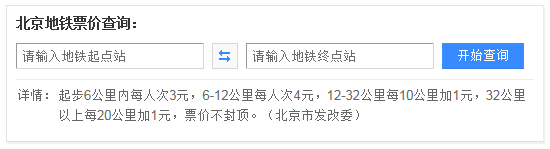 北京地铁票价查询：
请输入地铁起点站 请输入地铁终点站 开始查询
详情：起步6公里内每人次3元，6-12公里每人次4元，12-32公里每10公里加1元，32公里
以上每20公里加1元，票价不封顶。（北京市发改委）